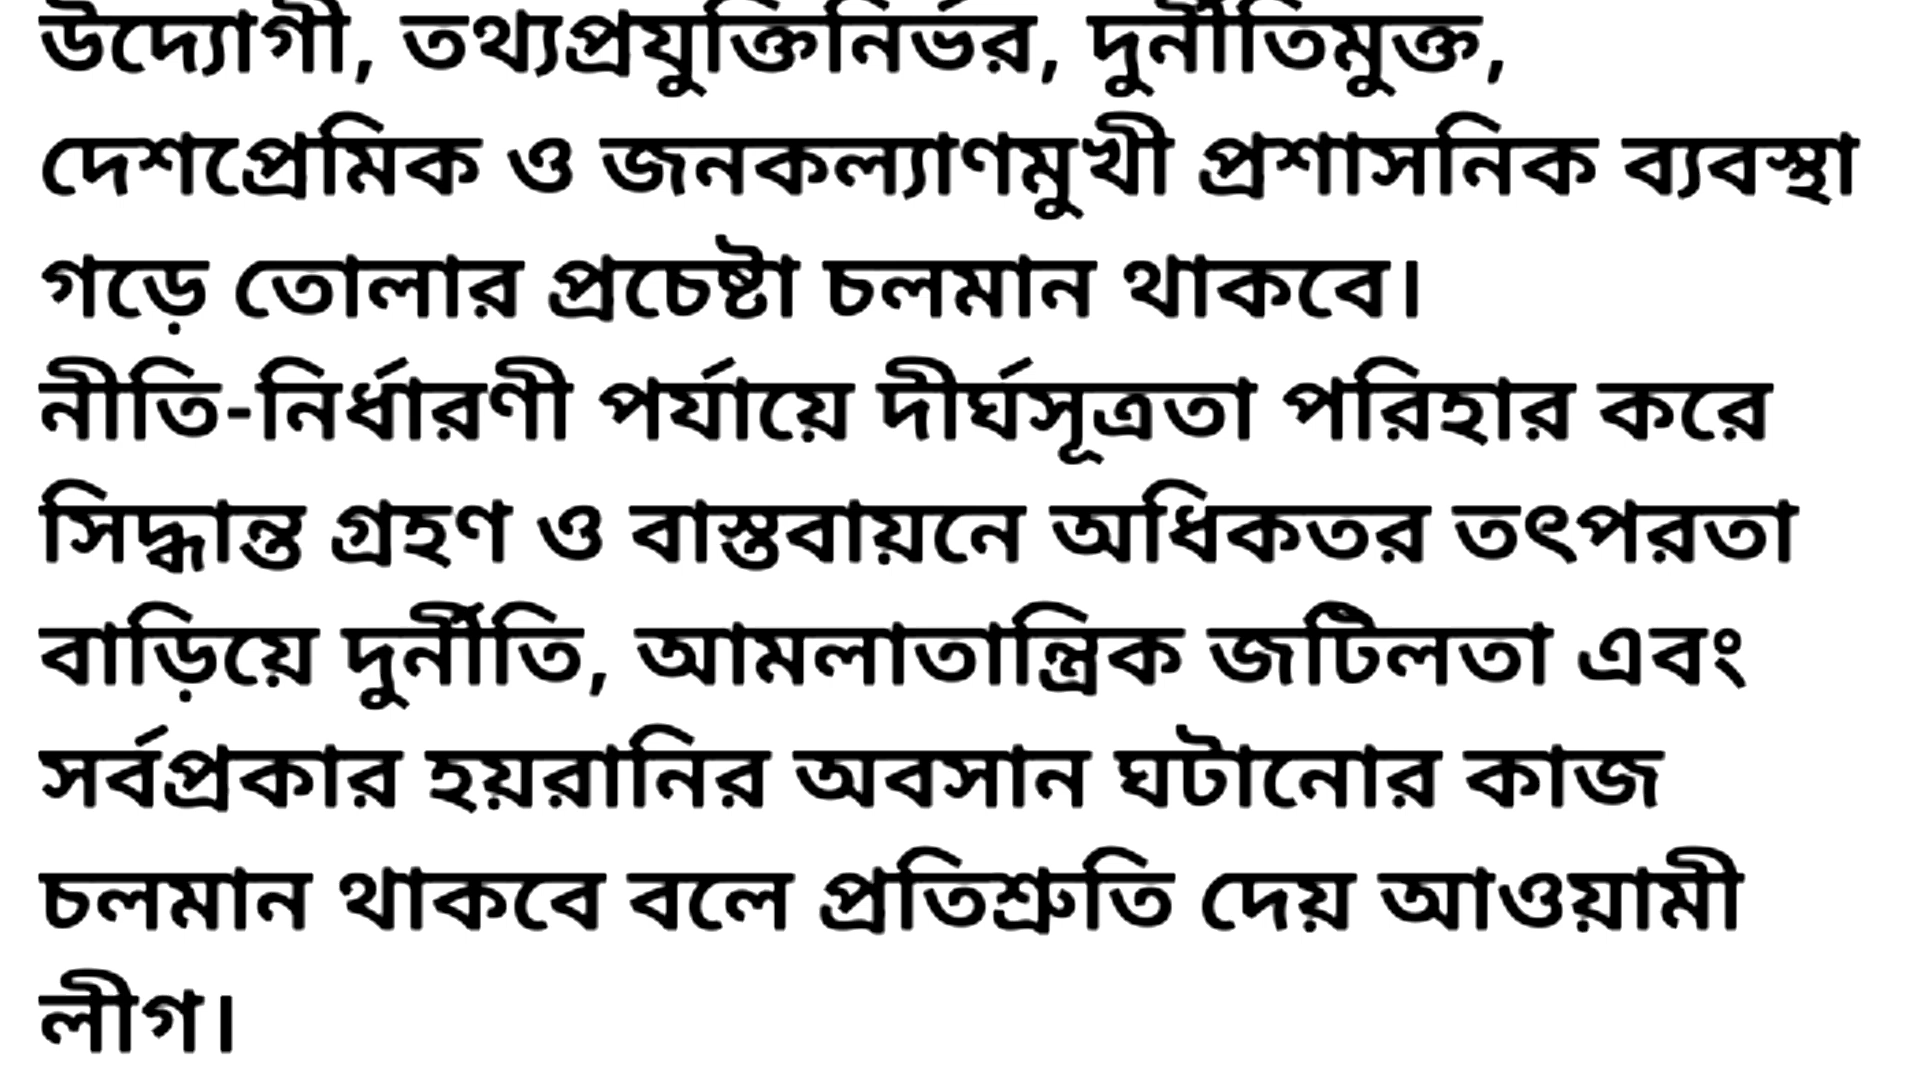 উদ্যোগী, তথ্যপ্রযুক্তিনির্ভর, দুর্নীতিমুক্ত,
দেশপ্রেমিক ও জনকল্যাণমুখী প্রশাসনিক ব্যবস্থা
গড়ে তোলার প্রচেষ্টা চলমান থাকবে।
নীতি-নির্ধারণী পর্যায়ে দীর্ঘসূত্রতা পরিহার করে
সিদ্ধান্ত গ্রহণ ও বাস্তবায়নে অধিকতর তৎপরতা
বাড়িয়ে দুর্নীতি, আমলাতান্ত্রিক জটিলতা এবং
সর্বপ্রকার হয়রানির অবসান ঘটানোর কাজ
চলমান থাকবে বলে প্রতিশ্রুতি দেয় আওয়ামী
লীগ।